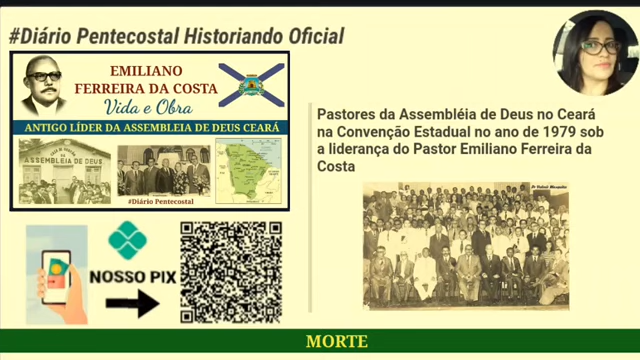 #Diário Pentecostal Historiando Oficial
EMILIANO
FERREIRA DA COSTA
Vida e Obra
ANTIGO LÍDER DA ASSEMBLEIA DE DEUS CEARÁ
ASSEMBLEIA DE DEUS
#Diário Pentecostal
NOSSO PIX
Pastores da Assembléia de Deus no Ceará
na Convenção Estadual no ano de 1979 sob
a liderança do Pastor Emiliano Ferreira da
Costa
MORTE